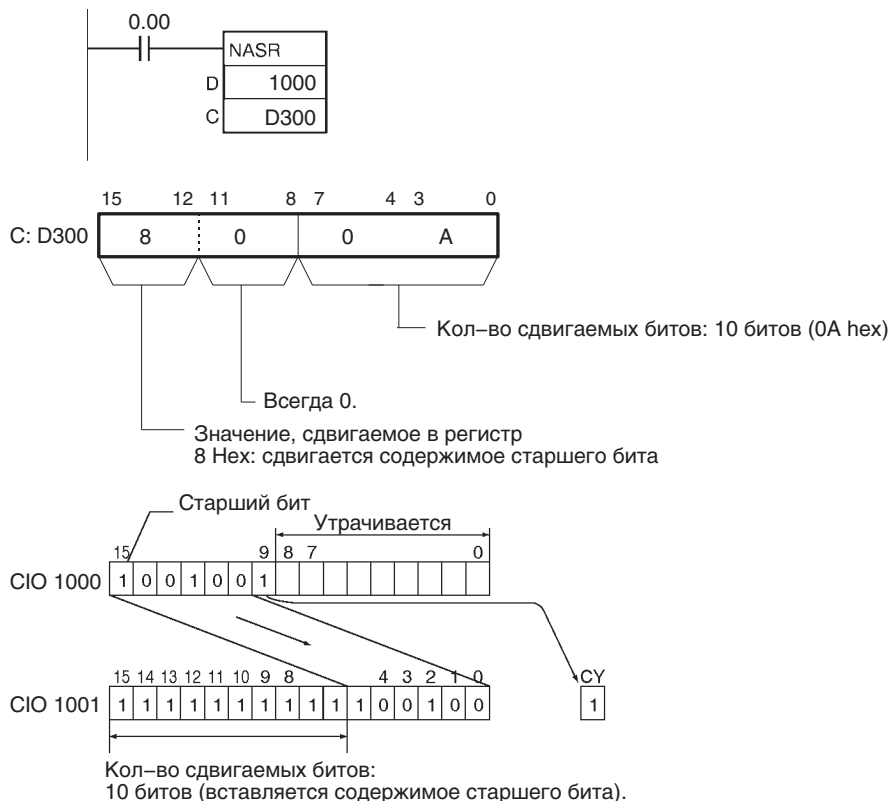 0.00
NASR
D 1000
C D300
15 12 11 8 7 4 3 0
C: D300 8 0 0 A
Кол–во сдвигаемых битов: 10 битов (0A hex)
Всегда 0.
Значение, сдвигаемое в регистр
8 Hex: сдвигается содержимое старшего бита
Старший бит
Утрачивается
15 9 8 7 0
CIO 1000 1 0 0 1 0 0 1
15 14 13 12 11 10 9 8 4 3 2 1 0 CY
CIO 1001 1 1 1 1 1 1 1 1 1 1 1 0 0 1 0 0 1
Кол–во сдвигаемых битов:
10 битов (вставляется содержимое старшего бита).